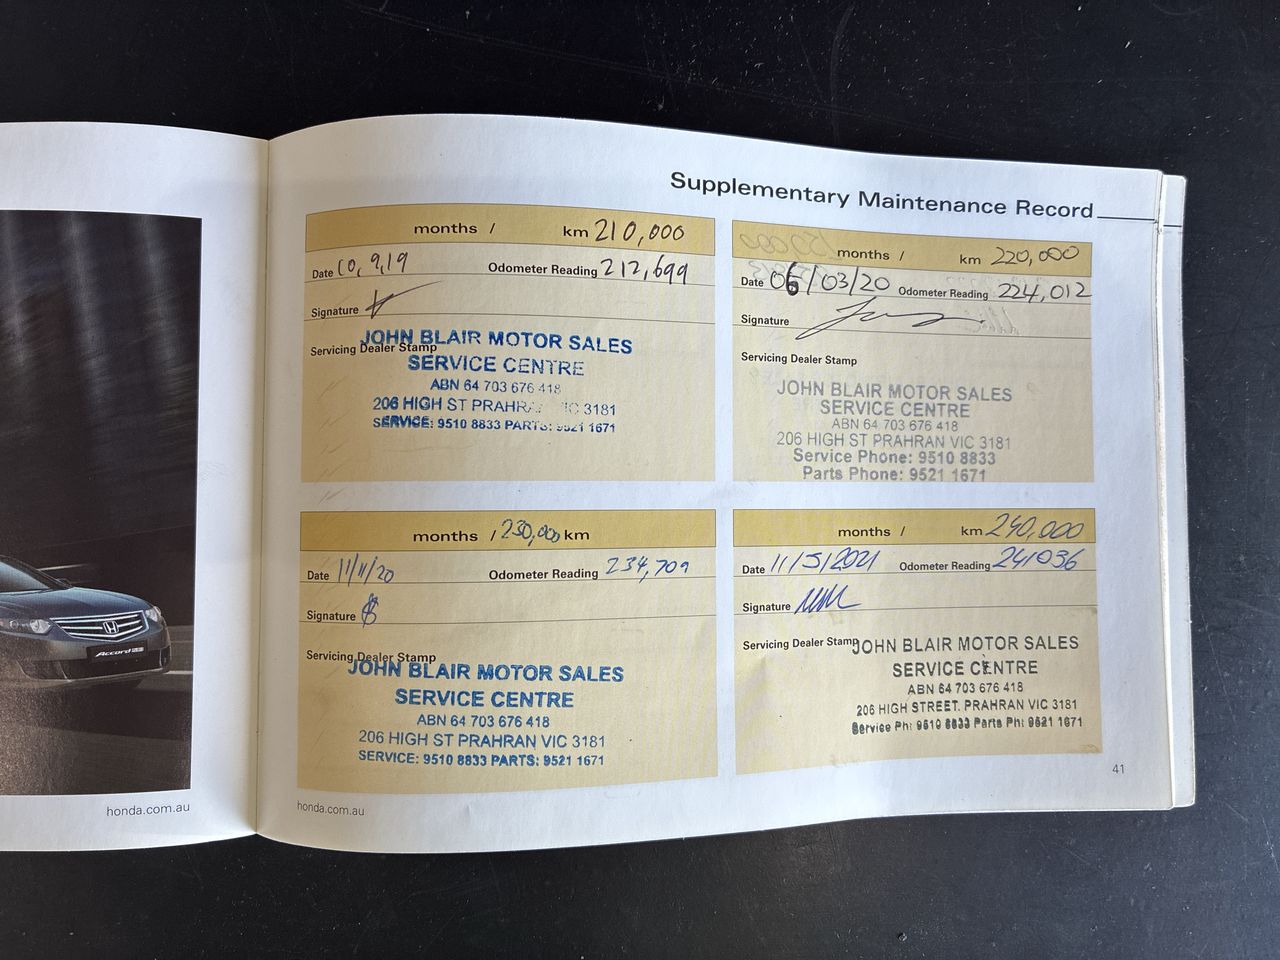 Supplementary Maintenance Record
months / km 210,000
Date 10,9,19 Odometer Reading 212,699
Signature
Servicing Dealer Stamp
JOHN BLAIR MOTOR SALES
SERVICE CENTRE
ABN 64 703 676 418
206 HIGH ST 3181
SERVICE: 9510 8833 PARTS: 9521 1671
months / km 220,000
Date 06/03/20 Odometer Reading 224,012
Signature
Servicing Dealer Stamp
JOHN BLAIR MOTOR SALES
SERVICE CENTRE
ABN 64 703 676 418
206 HIGH ST PRAHRAN VIC 3181
Service Phone: 9510 8833
Parts Phone: 9521 1671
months / 230,000 km
Date 11/11/20 Odometer Reading 234,709
Signature
Servicing Dealer Stamp
JOHN BLAIR MOTOR SALES
SERVICE CENTRE
ABN 64 703 676 418
206 HIGH ST PRAHRAN VIC 3181
SERVICE: 9510 8833 PARTS: 9521 1671
months / km 240,000
Date 11/5/2021 Odometer Reading 241036
Signature
Servicing Dealer Stamp
JOHN BLAIR MOTOR SALES
SERVICE CENTRE
ABN 64 703 676 418
206 HIGH STREET. PRAHRAN VIC 3181
Service Ph: 9510 8833 Parts Ph: 9521 1671
41
Accord
honda.com.au
honda.com.au